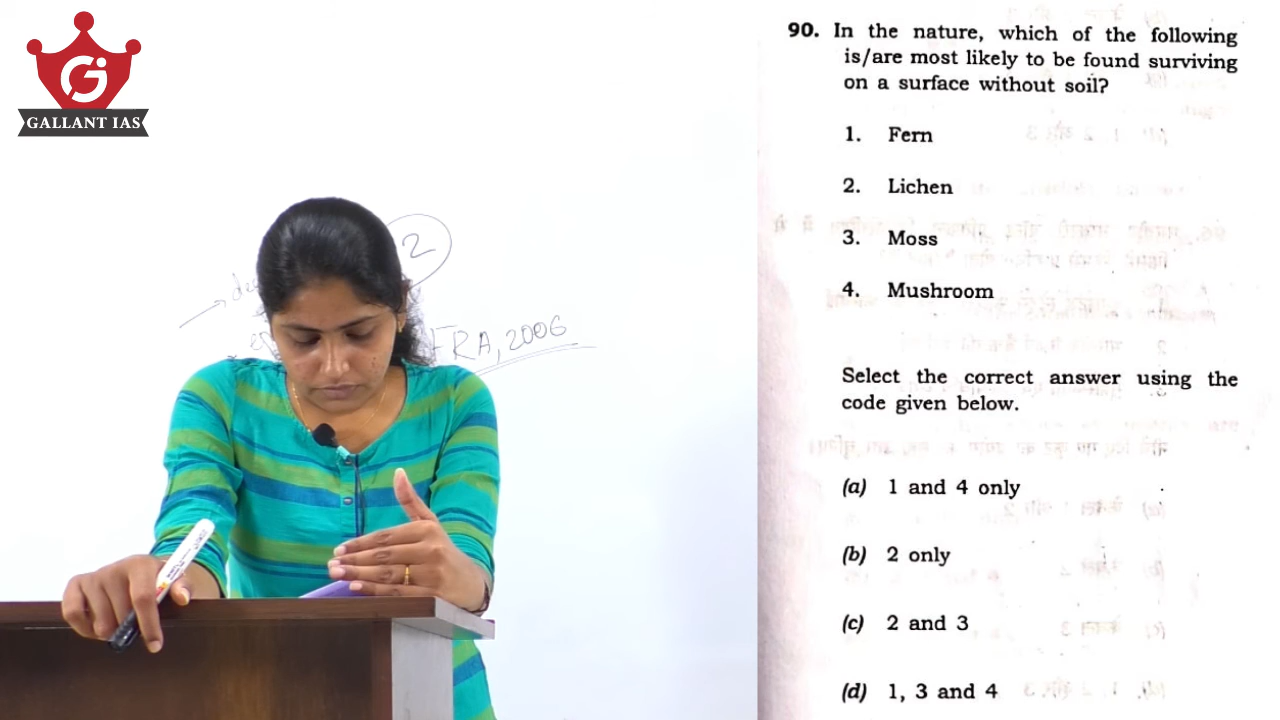 GALLANT IAS
2
FRA, 2006
90. In the nature, which of the following
is/are most likely to be found surviving
on a surface without soil?
1. Fern
2. Lichen
3. Moss
4. Mushroom
Select the correct answer using the
code given below.
(a) 1 and 4 only
(b) 2 only
(c) 2 and 3
(d) 1, 3 and 4